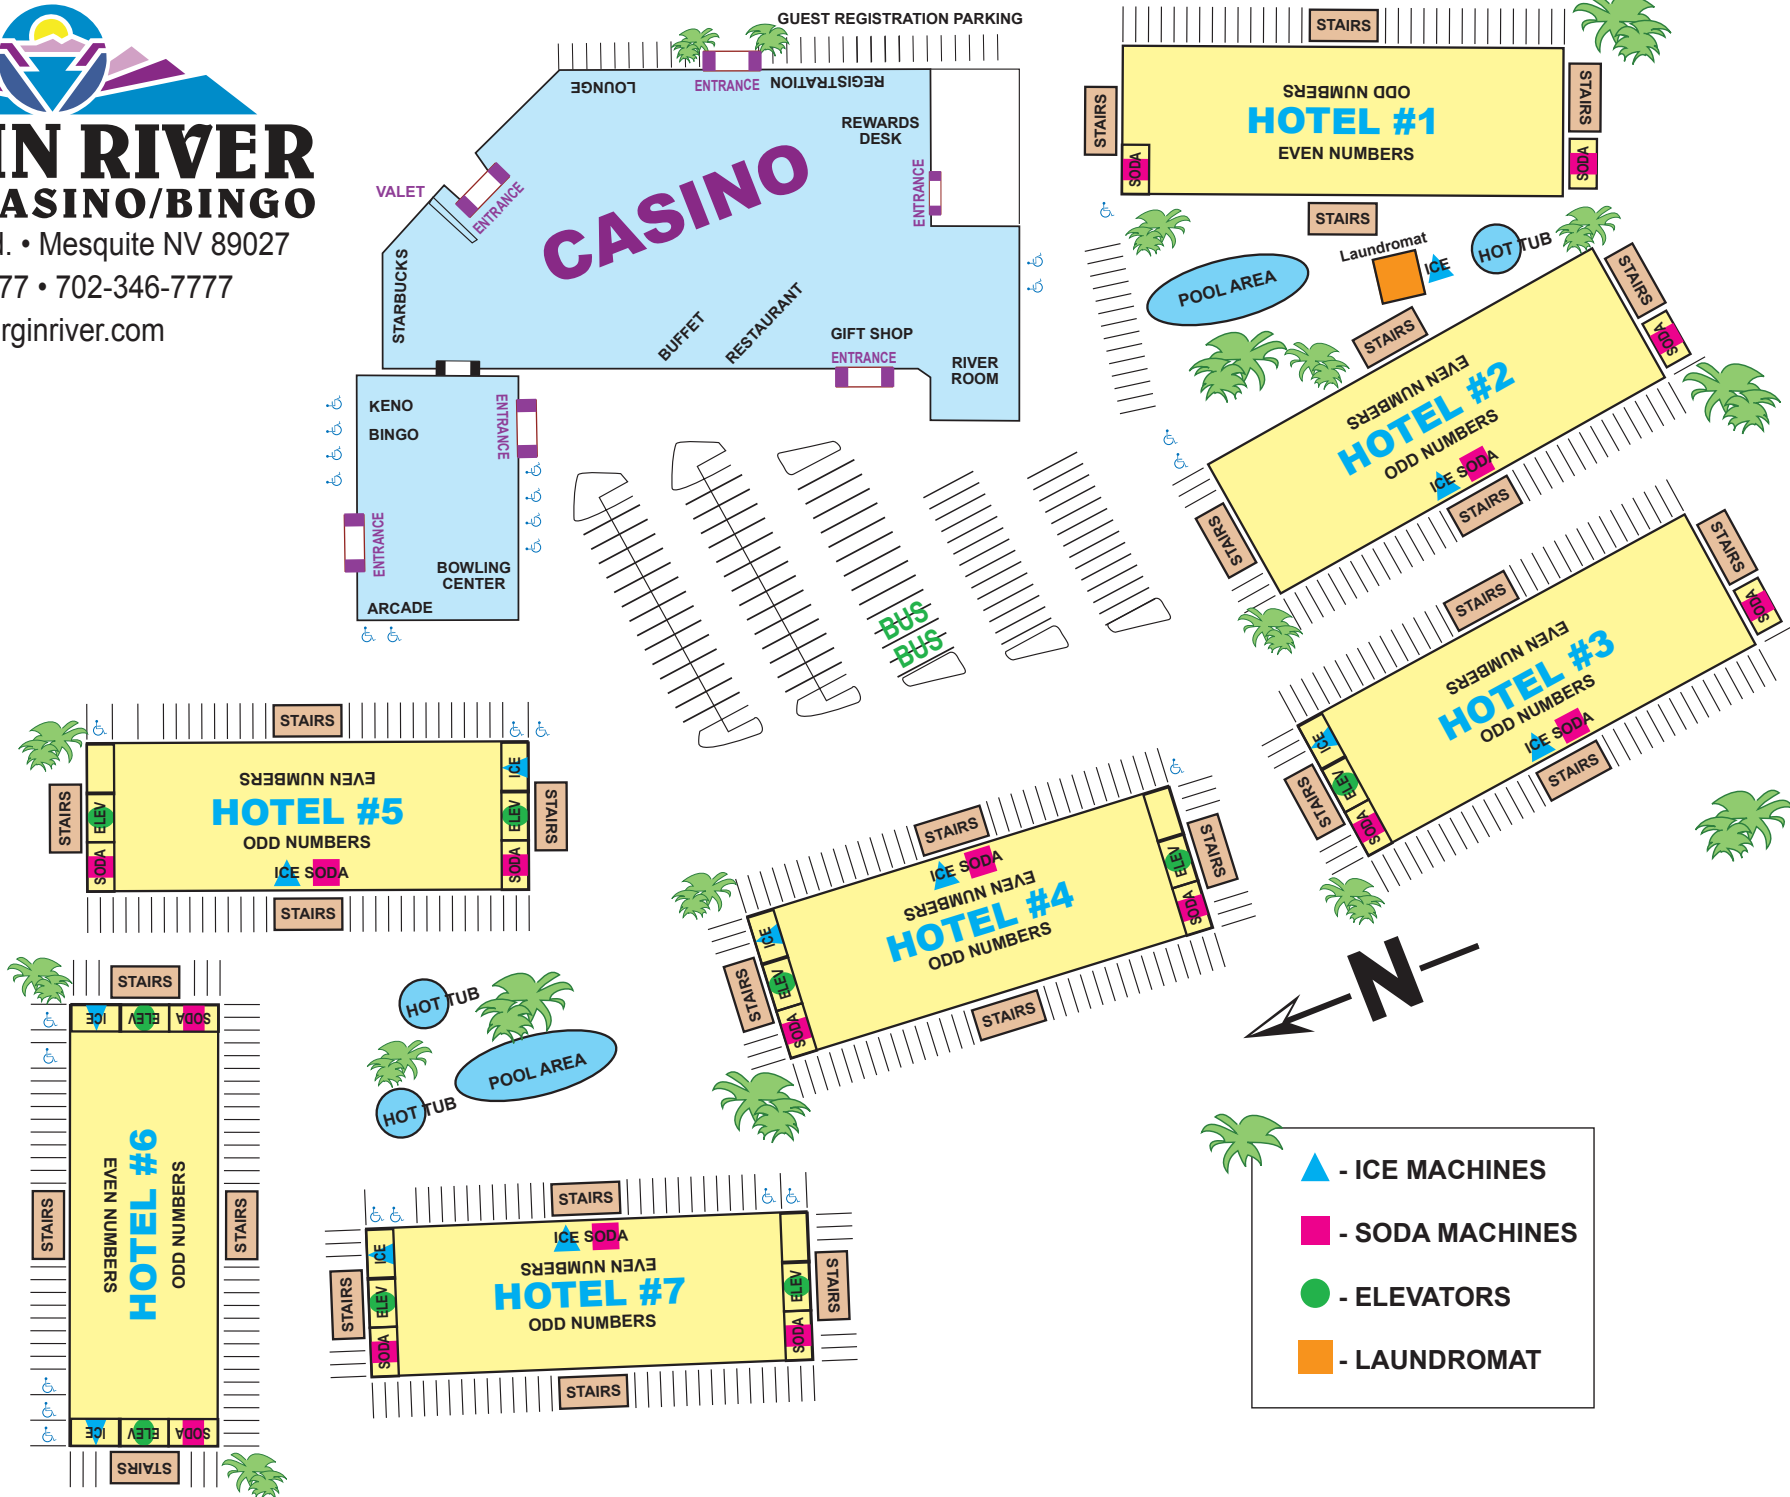 IN RIVER
ASINO/BINGO
d. • Mesquite NV 89027
77 • 702-346-7777
rginriver.com
GUEST REGISTRATION PARKING
LOUNGE
ENTRANCE
REGISTRATION
REWARDS
DESK
ENTRANCE
VALET
ENTRANCE
CASINO
STARBUCKS
BUFFET
RESTAURANT
GIFT SHOP
ENTRANCE
RIVER
ROOM
KENO
BINGO
ENTRANCE
ENTRANCE
BOWLING
CENTER
ARCADE
BUS
BUS
STAIRS
STAIRS
STAIRS
ODD NUMBERS
HOTEL #1
EVEN NUMBERS
SODA
SODA
STAIRS
Laundromat
ICE
HOT TUB
POOL AREA
STAIRS
STAIRS
SODA
EVEN NUMBERS
HOTEL #2
ODD NUMBERS
ICE SODA
STAIRS
STAIRS
STAIRS
STAIRS
SODA
EVEN NUMBERS
HOTEL #3
ODD NUMBERS
ICE SODA
ICE
ELEV
SODA
STAIRS
STAIRS
STAIRS
ICE SODA
EVEN NUMBERS
HOTEL #4
ODD NUMBERS
ELEV
SODA
STAIRS
ICE
ELEV
SODA
STAIRS
STAIRS
STAIRS
EVEN NUMBERS
HOTEL #5
ODD NUMBERS
ICE SODA
ELEV
SODA
STAIRS
ICE
ELEV
SODA
STAIRS
STAIRS
STAIRS
ICE
ELEV
SODA
EVEN NUMBERS
HOTEL #6
ODD NUMBERS
STAIRS
STAIRS
ICE
ELEV
SODA
STAIRS
HOT TUB
POOL AREA
HOT TUB
STAIRS
ICE SODA
EVEN NUMBERS
HOTEL #7
ODD NUMBERS
ICE
ELEV
SODA
STAIRS
ELEV
SODA
STAIRS
STAIRS
N
- ICE MACHINES
- SODA MACHINES
- ELEVATORS
- LAUNDROMAT